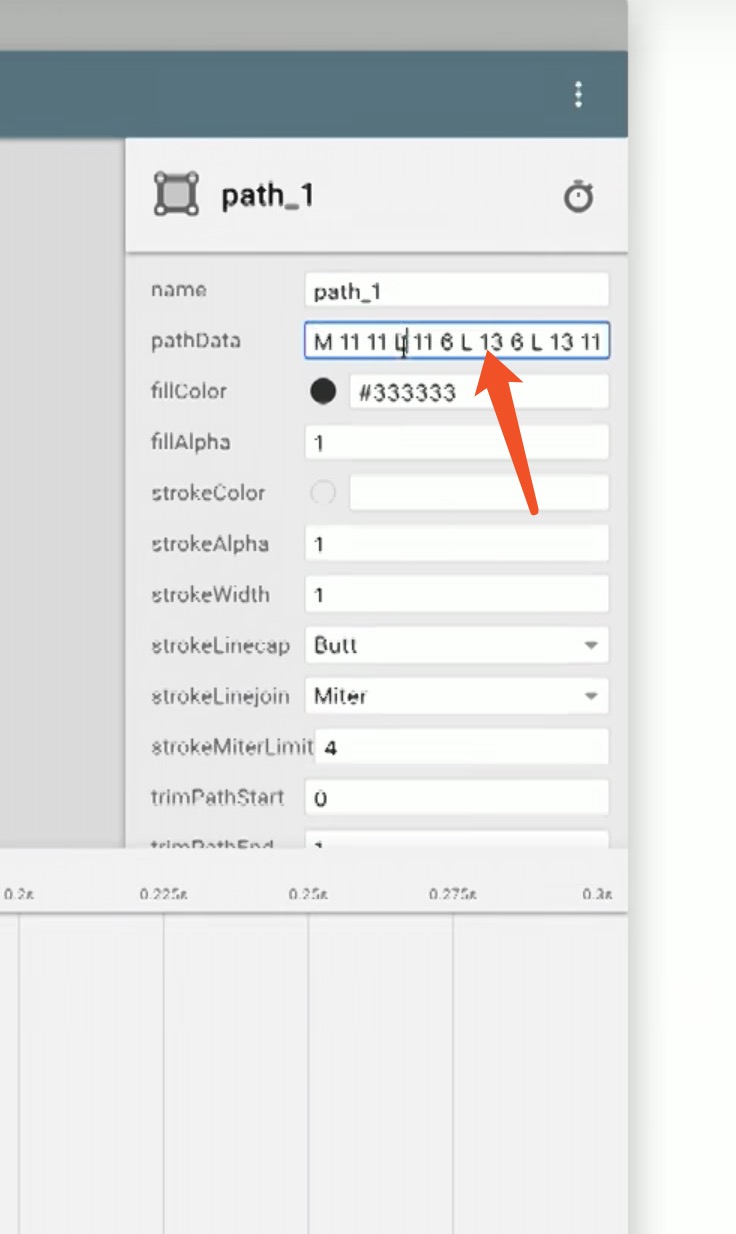 path_1
name path_1
pathData M 11 11 L 11 6 L 13 6 L 13 11
fillColor #333333
fillAlpha 1
strokeColor
strokeAlpha 1
strokeWidth 1
strokeLinecap Butt
strokeLinejoin Miter
strokeMiterLimit 4
trimPathStart 0
trimPathEnd 1
0.2s 0.225s 0.25s 0.275s 0.3s